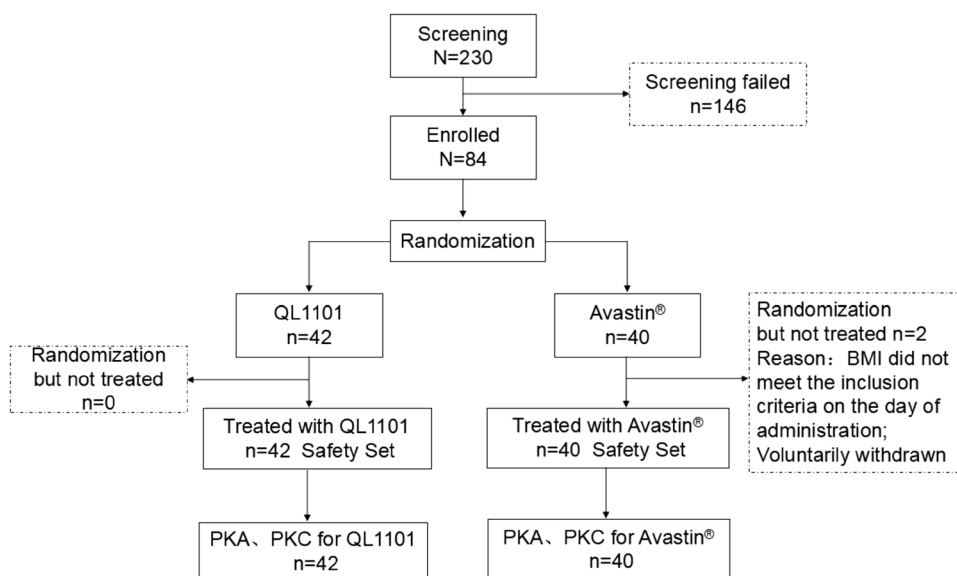 Screening
N=230
Screening failed
n=146
Enrolled
N=84
Randomization
QL1101
n=42
Avastin®
n=40
Randomization
but not treated
n=0
Randomization
but not treated n=2
Reason：BMI did not
meet the inclusion
criteria on the day of
administration;
Voluntarily withdrawn
Treated with QL1101
n=42 Safety Set
Treated with Avastin®
n=40 Safety Set
PKA、PKC for QL1101
n=42
PKA、PKC for Avastin®
n=40